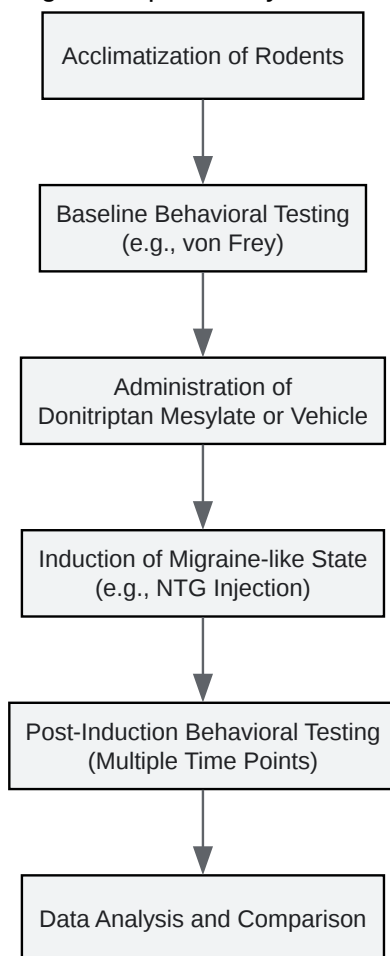 Acclimatization of Rodents
Baseline Behavioral Testing
(e.g., von Frey)
Administration of
Donitriptan Mesylate or Vehicle
Induction of Migraine-like State
(e.g., NTG Injection)
Post-Induction Behavioral Testing
(Multiple Time Points)
Data Analysis and Comparison